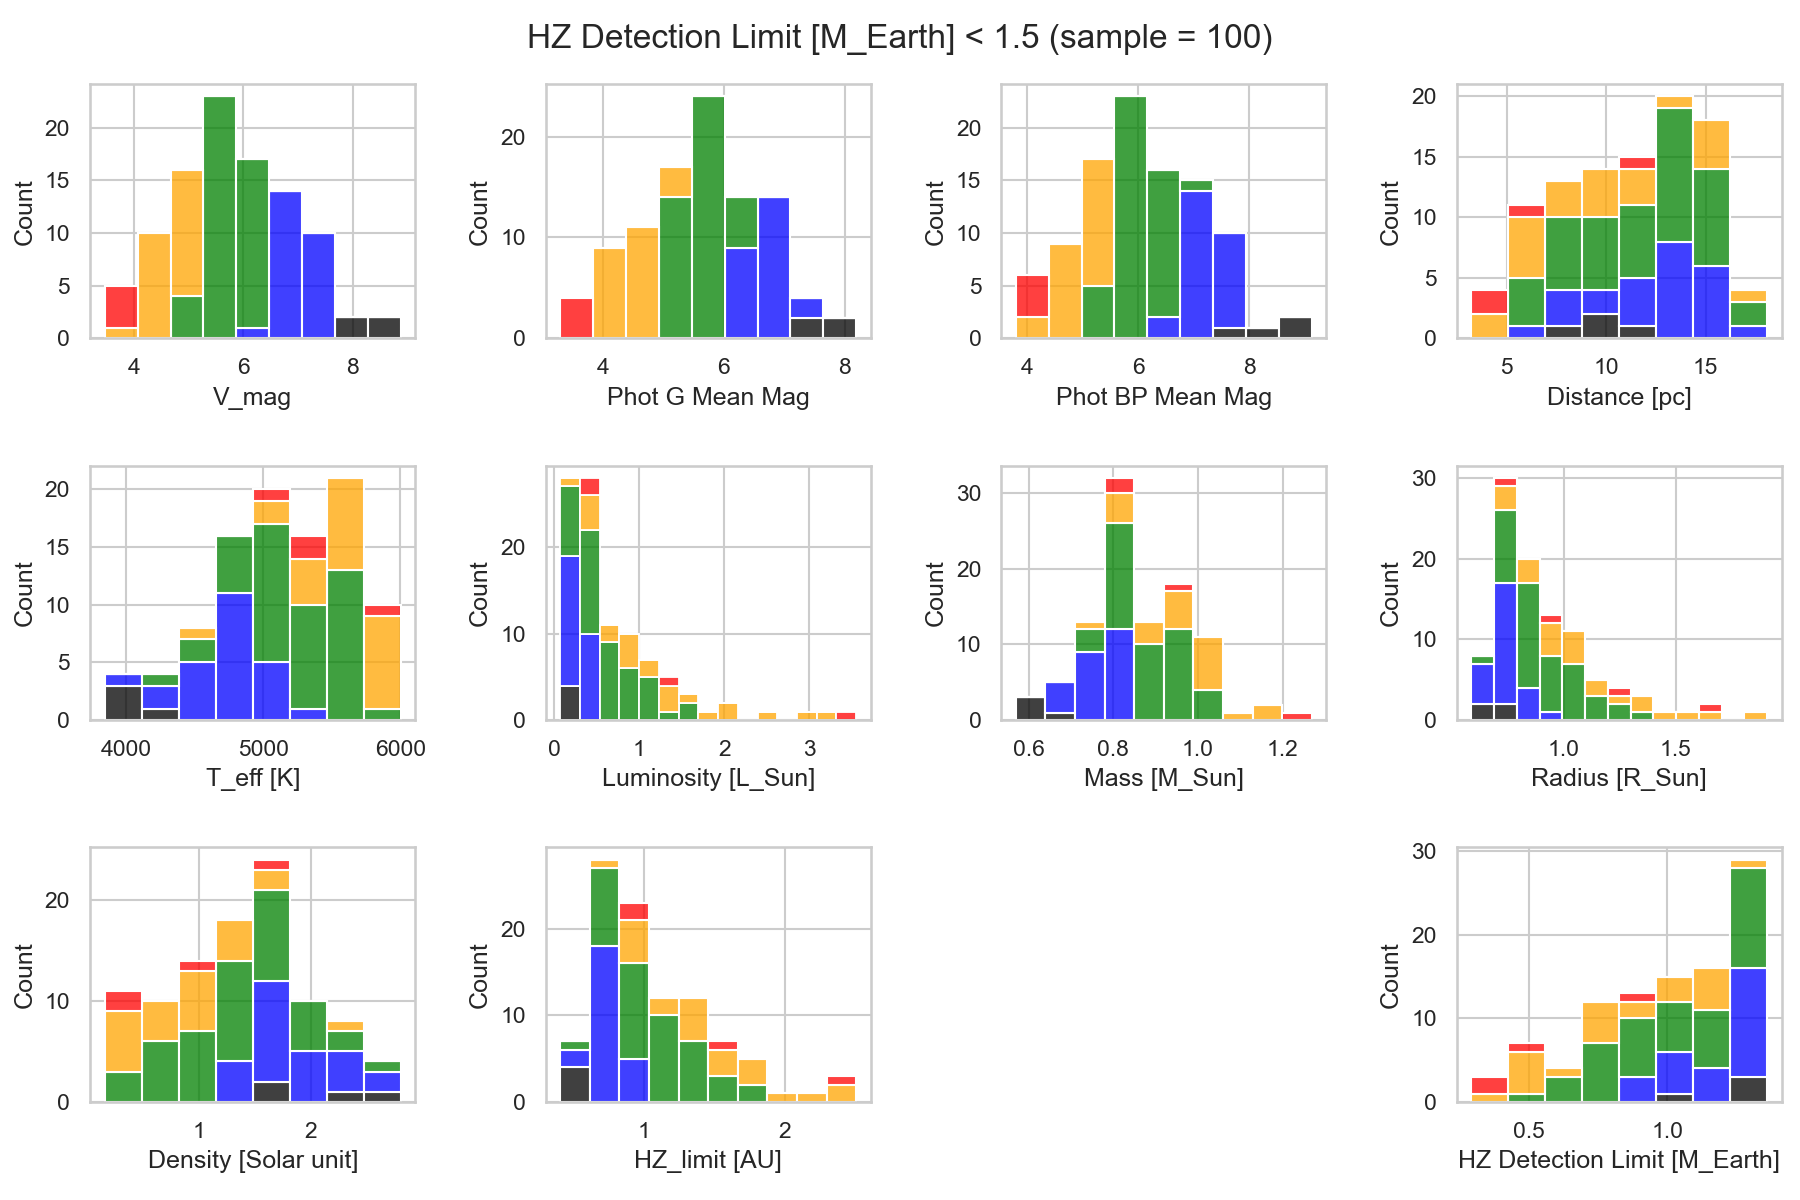 HZ Detection Limit [M_Earth] < 1.5 (sample = 100)
Count
20
15
10
5
0
4 6 8
V_mag
Count
20
10
0
4 6 8
Phot G Mean Mag
Count
20
15
10
5
0
4 6 8
Phot BP Mean Mag
Count
20
15
10
5
0
5 10 15
Distance [pc]
Count
20
15
10
5
0
4000 5000 6000
T_eff [K]
Count
20
10
0
0 1 2 3
Luminosity [L_Sun]
Count
30
20
10
0
0.6 0.8 1.0 1.2
Mass [M_Sun]
Count
30
20
10
0
1.0 1.5
Radius [R_Sun]
Count
20
10
0
1 2
Density [Solar unit]
Count
20
10
0
1 2
HZ_limit [AU]
Count
30
20
10
0
0.5 1.0
HZ Detection Limit [M_Earth]